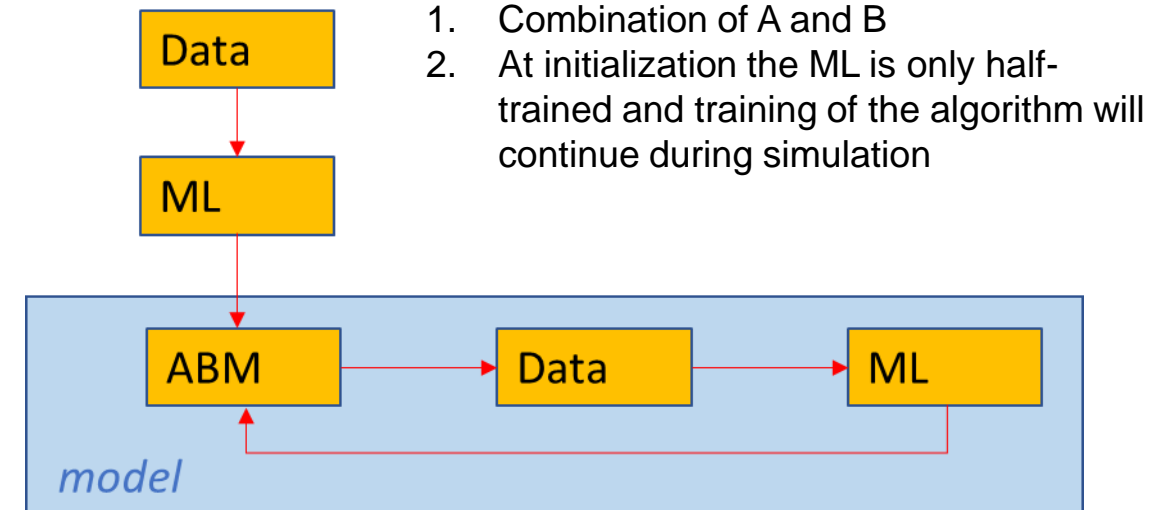 Data
1. Combination of A and B
2. At initialization the ML is only half-
trained and training of the algorithm will
continue during simulation
ML
ABM
Data
ML
model